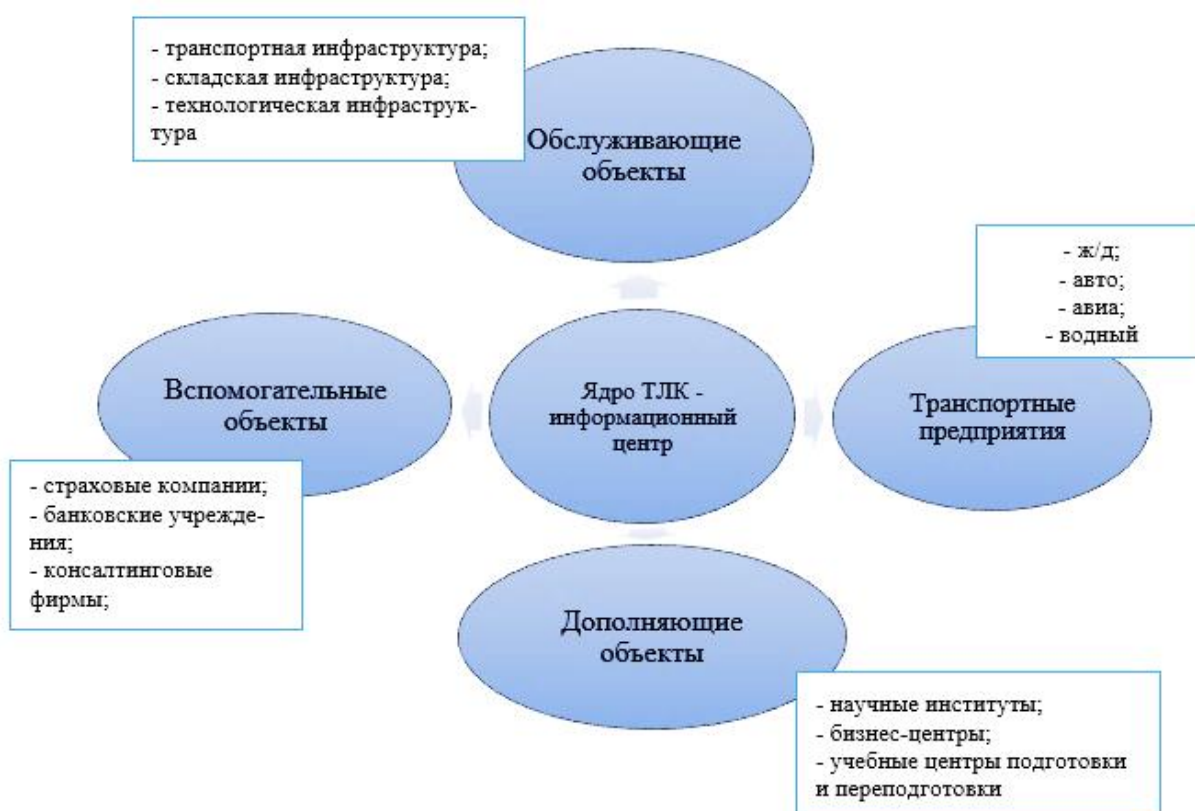 - транспортная инфраструктура;
- складская инфраструктура;
- технологическая инфраструк-
тура
Обслуживающие
объекты
- ж/д;
- авто;
- авиа;
- водный
Вспомогательные
объекты
Ядро ТЛК -
информационный
центр
Транспортные
предприятия
- страховые компании;
- банковские учрежде-
ния;
- консалтинговые
фирмы;
Дополняющие
объекты
- научные институты;
- бизнес-центры;
- учебные центры подготовки
и переподготовки